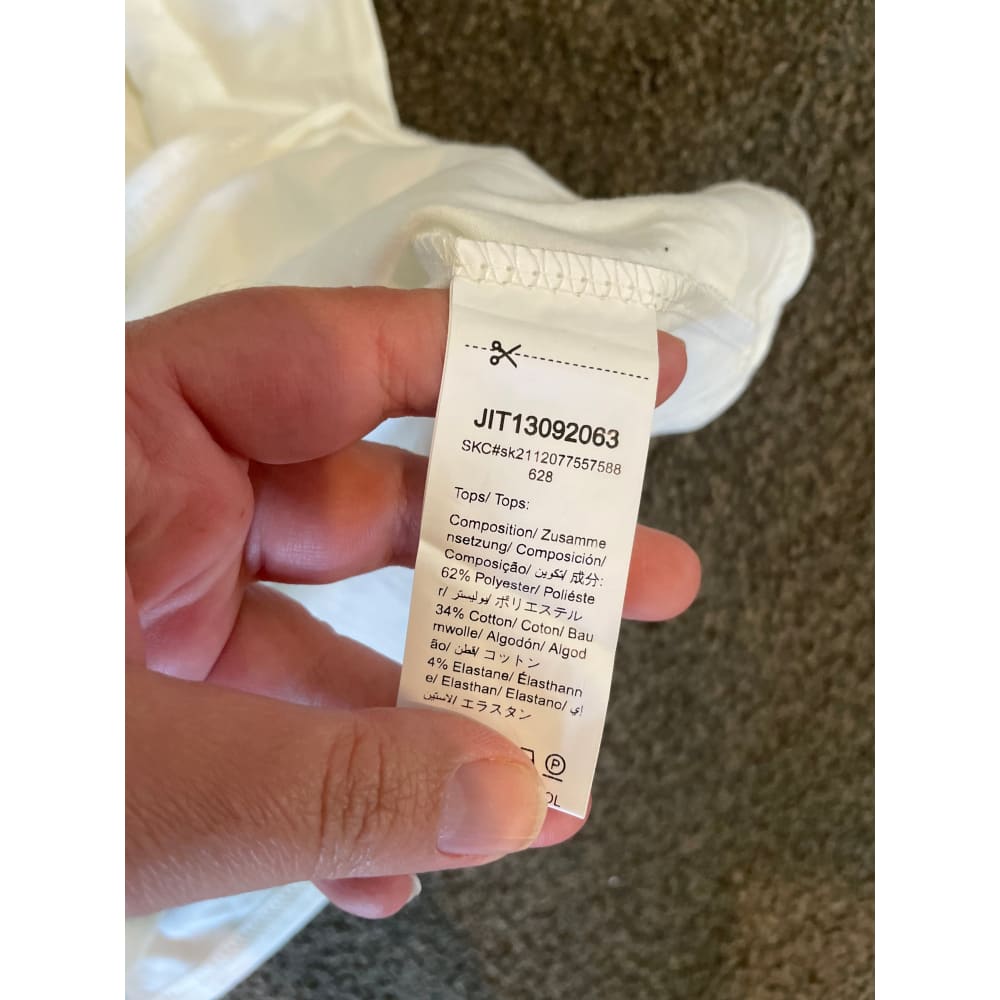 JIT13092063
SKC#sk2112077557588
628
Tops/ Tops:
Composition/ Zusamme
nsetzung/ Composición/
Composição/ تكوين/ 成分:
62% Polyester/ Poliéste
r/ بوليستر/ ポリエステル
34% Cotton/ Coton/ Bau
mwolle/ Algodón/ Algod
ão/ قطن/ コットン
4% Elastane/ Élasthann
e/ Elasthan/ Elastano/ إي
لاستين/ エラスタン
P